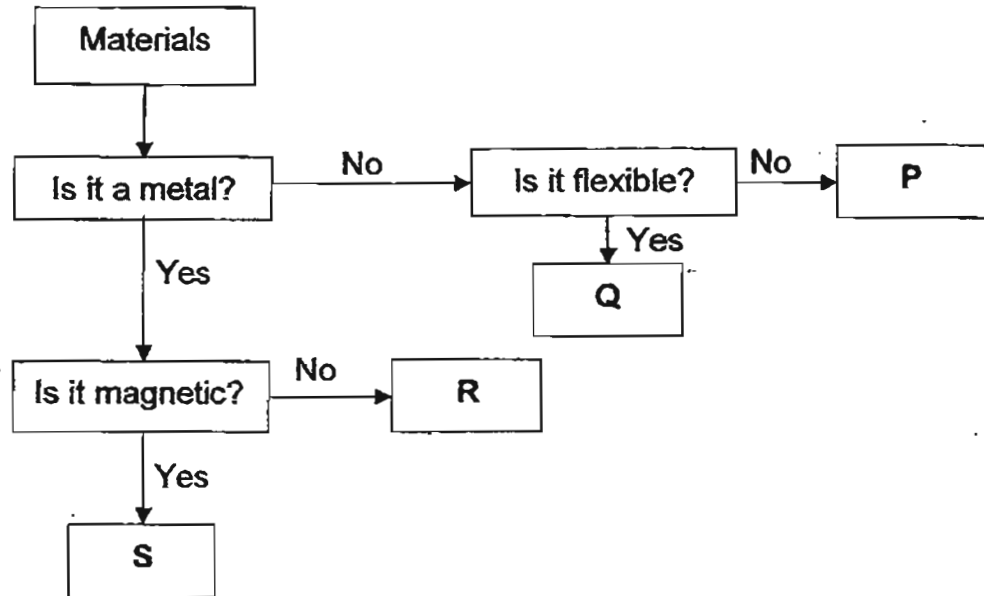 Materials
Is it a metal?
No
Is it flexible?
No
P
Yes
Q
Yes
Is it magnetic?
No
R
Yes
S